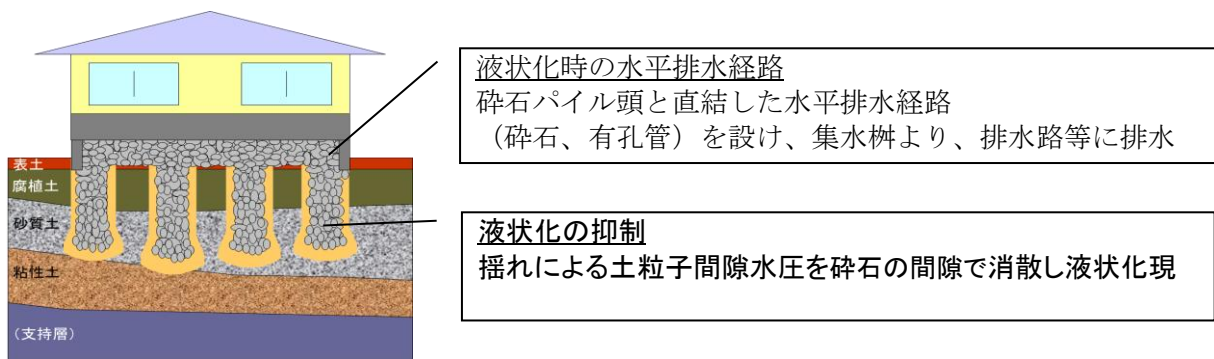 液状化時の水平排水経路
砕石パイル頭と直結した水平排水経路
（砕石、有孔管）を設け、集水桝より、排水路等に排水
表土
腐植土
砂質土
粘性土
（支持層）
液状化の抑制
揺れによる土粒子間隙水圧を砕石の間隙で消散し液状化現